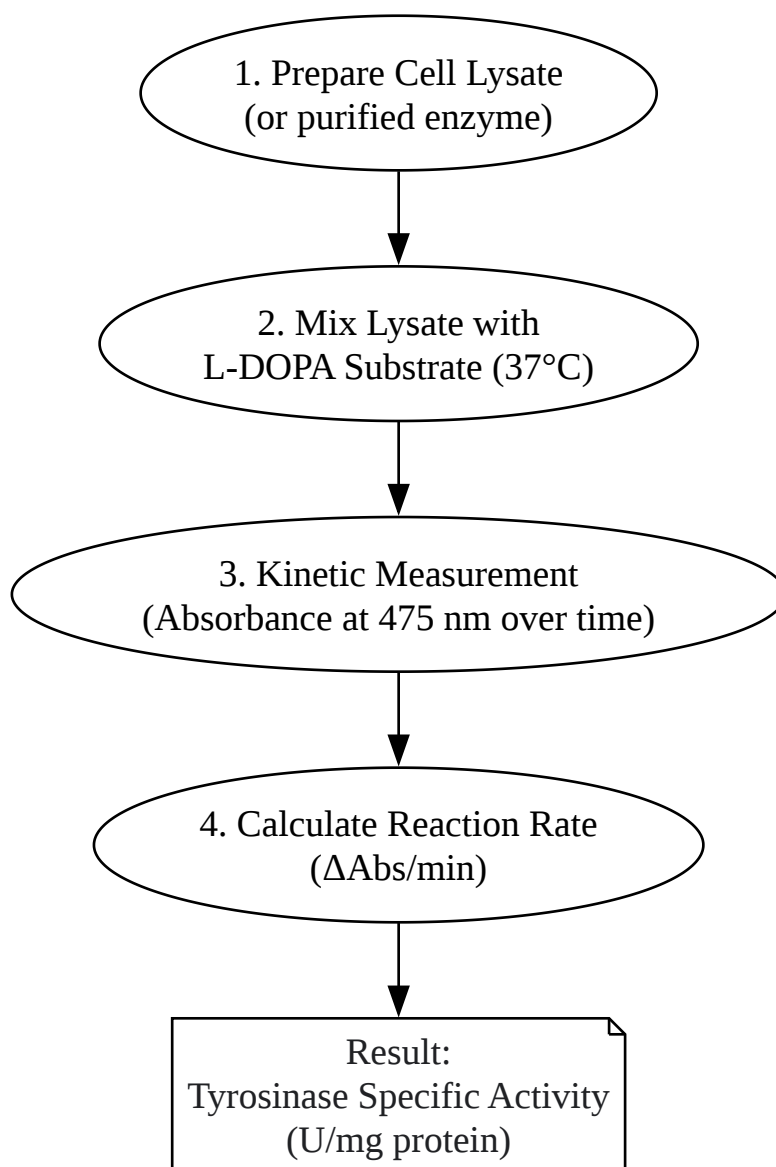 1. Prepare Cell Lysate
(or purified enzyme)
2. Mix Lysate with
L-DOPA Substrate (37°C)
3. Kinetic Measurement
(Absorbance at 475 nm over time)
4. Calculate Reaction Rate
(ΔAbs/min)
Result:
Tyrosinase Specific Activity
(U/mg protein)